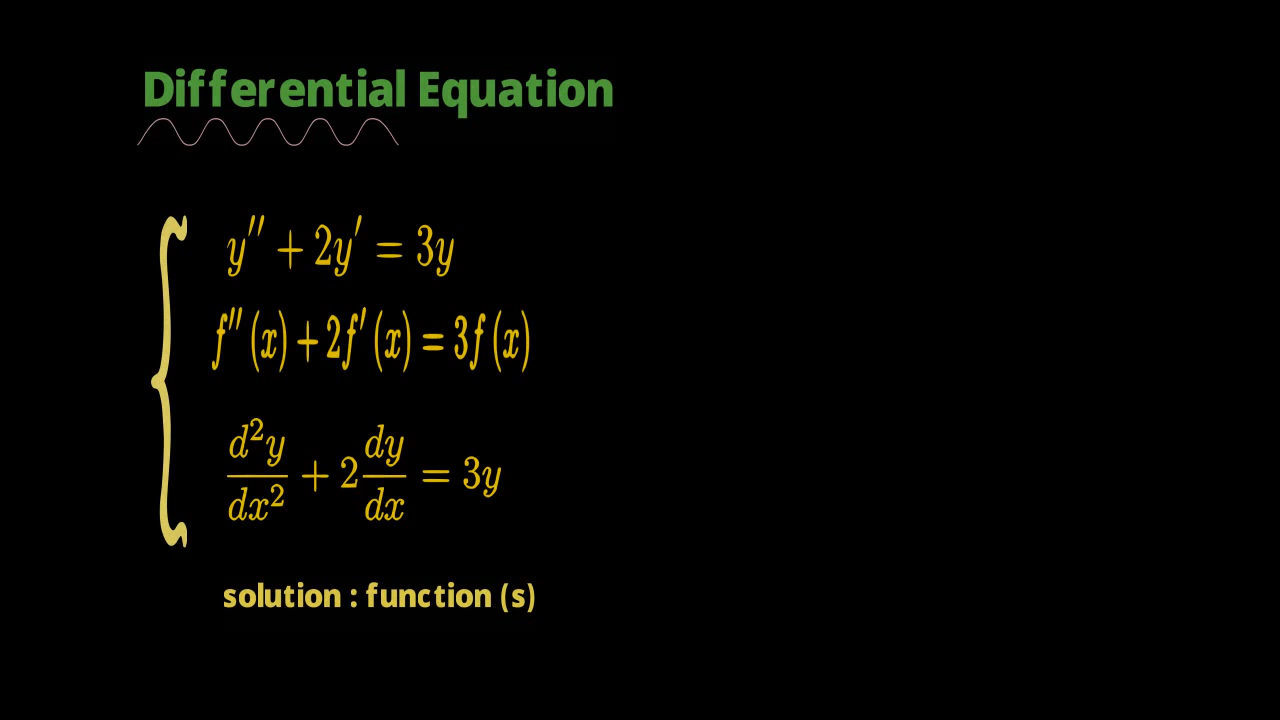 Differential Equation
y′′ + 2y′ = 3y
f′′(x) + 2f′(x) = 3f(x)
d²y/dx² + 2 dy/dx = 3y
solution : function (s)